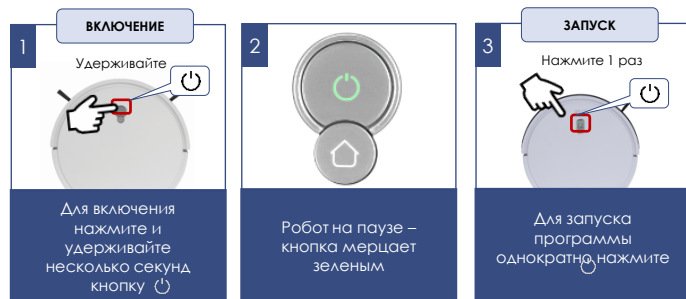 ВКЛЮЧЕНИЕ
1
Удерживайте
Для включения
нажмите и
удерживайте
несколько секунд
кнопку
2
Робот на паузе –
кнопка мерцает
зеленым
ЗАПУСК
3
Нажмите 1 раз
Для запуска
программы
однократно нажмите